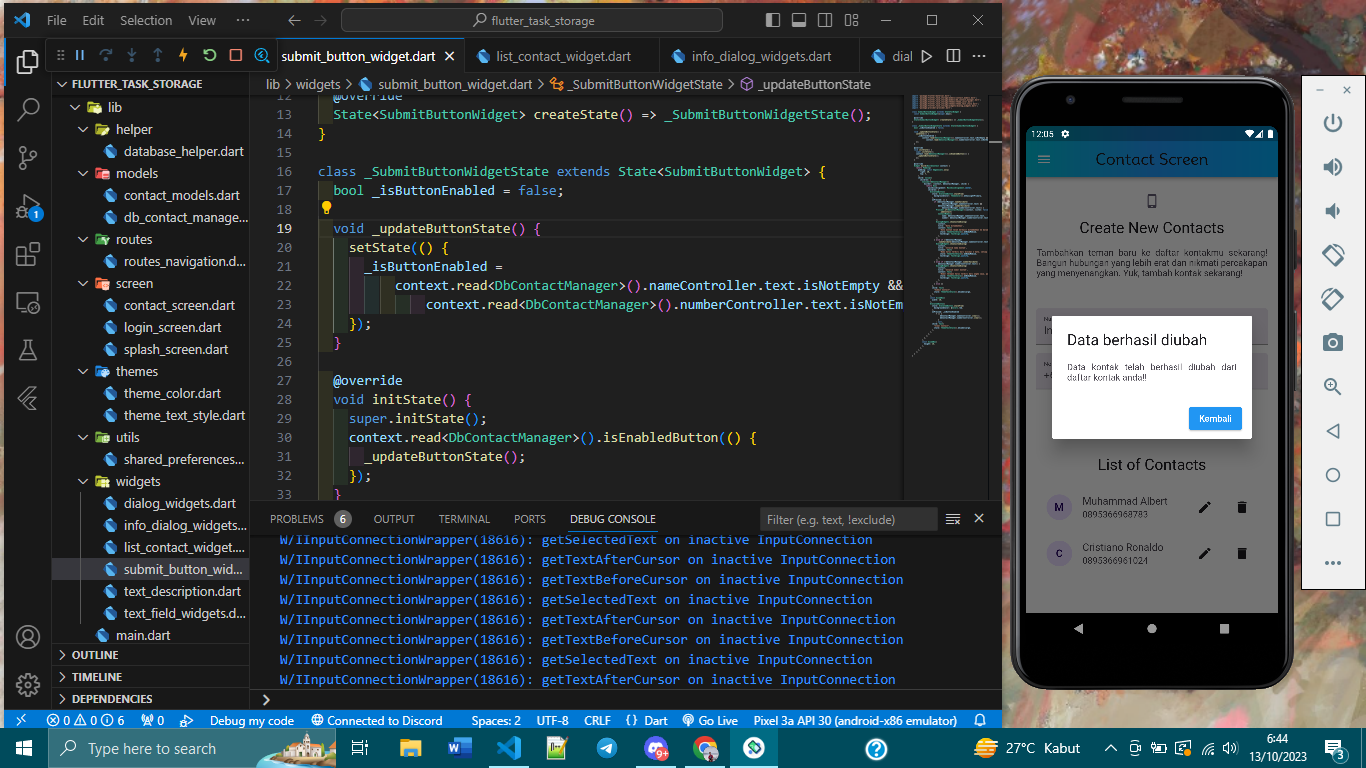 File Edit Selection View ··· flutter_task_storage
submit_button_widget.dart list_contact_widget.dart info_dialog_widgets.dart dial
FLUTTER_TASK_STORAGE
lib > widgets > submit_button_widget.dart > _SubmitButtonWidgetState > _updateButtonState
lib
helper
database_helper.dart
models
contact_models.dart
db_contact_manage...
routes
routes_navigation.d...
screen
contact_screen.dart
login_screen.dart
splash_screen.dart
themes
theme_color.dart
theme_text_style.dart
utils
shared_preferences...
widgets
dialog_widgets.dart
info_dialog_widgets...
list_contact_widget....
submit_button_wid...
text_description.dart
text_field_widgets.d...
main.dart
OUTLINE
TIMELINE
DEPENDENCIES
1
12 @override
13 State<SubmitButtonWidget> createState() => _SubmitButtonWidgetState();
14 }
15
16 class _SubmitButtonWidgetState extends State<SubmitButtonWidget> {
17 bool _isButtonEnabled = false;
18
19 void _updateButtonState() {
20 setState(() {
21 _isButtonEnabled =
22 context.read<DbContactManager>().nameController.text.isNotEmpty &&
23 context.read<DbContactManager>().numberController.text.isNotEm
24 });
25 }
26
27 @override
28 void initState() {
29 super.initState();
30 context.read<DbContactManager>().isEnabledButton(() {
31 _updateButtonState();
32 });
33 }
PROBLEMS 6 OUTPUT TERMINAL PORTS DEBUG CONSOLE Filter (e.g. text, !exclude)
W/IInputConnectionWrapper(18616): getSelectedText on inactive InputConnection
W/IInputConnectionWrapper(18616): getTextAfterCursor on inactive InputConnection
W/IInputConnectionWrapper(18616): getTextBeforeCursor on inactive InputConnection
W/IInputConnectionWrapper(18616): getSelectedText on inactive InputConnection
W/IInputConnectionWrapper(18616): getTextAfterCursor on inactive InputConnection
W/IInputConnectionWrapper(18616): getTextBeforeCursor on inactive InputConnection
W/IInputConnectionWrapper(18616): getSelectedText on inactive InputConnection
W/IInputConnectionWrapper(18616): getTextAfterCursor on inactive InputConnection
0 0 6 0 Debug my code Connected to Discord Spaces: 2 UTF-8 CRLF {} Dart Go Live Pixel 3a API 30 (android-x86 emulator)
12:05
Contact Screen
Create New Contacts
Tambahkan teman baru ke daftar kontakmu sekarang!
Bangun hubungan yang lebih erat dan nikmati percakapan
yang menyenangkan. Yuk, tambah kontak sekarang!
Data berhasil diubah
Data kontak telah berhasil diubah dari
daftar kontak anda!!
Kembali
List of Contacts
M Muhammad Albert
0895366968783
C Cristiano Ronaldo
0895366961024
Type here to search
W
9+
27°C Kabut
6:44
13/10/2023
3